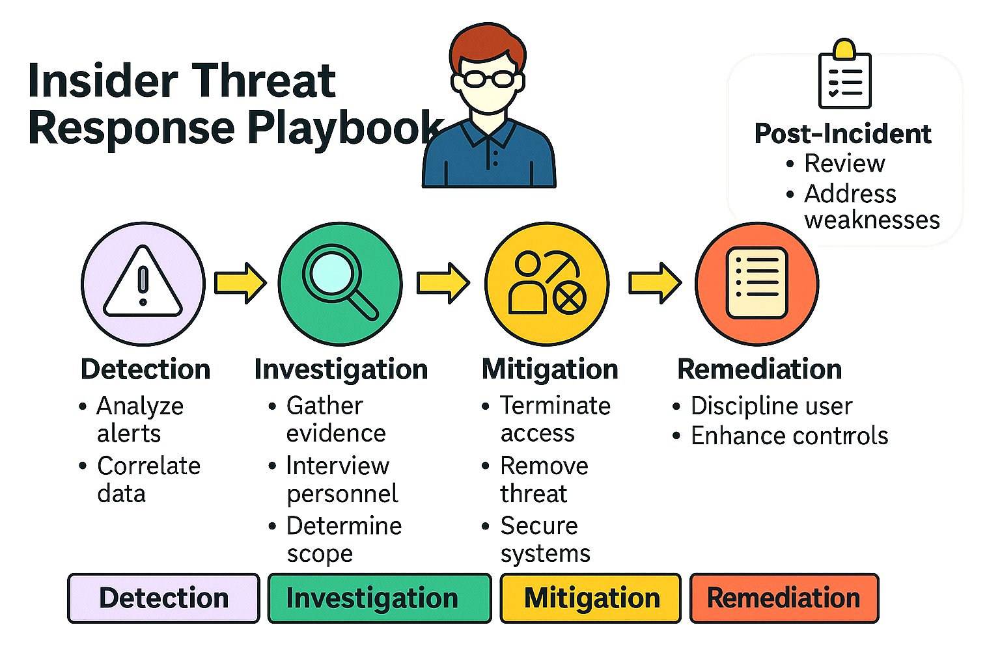 Insider Threat
Response Playbook
Post-Incident
• Review
• Address
weaknesses
Detection
• Analyze
alerts
• Correlate
data
Investigation
• Gather
evidence
• Interview
personnel
• Determine
scope
Mitigation
• Terminate
access
• Remove
threat
• Secure
systems
Remediation
• Discipline user
• Enhance controls
Detection
Investigation
Mitigation
Remediation